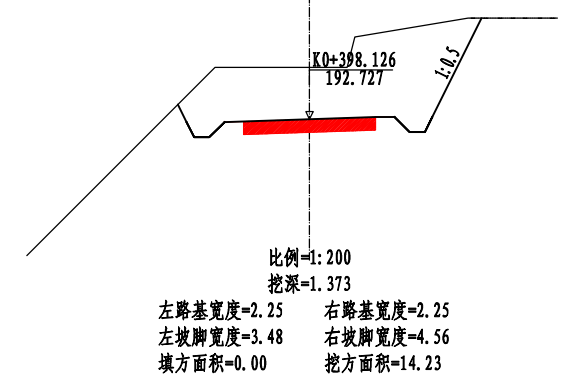 K0+398.126
192.727
1:0.5
比例=1:200
挖深=1.373
左路基宽度=2.25 右路基宽度=2.25
左坡脚宽度=3.48 右坡脚宽度=4.56
填方面积=0.00 挖方面积=14.23